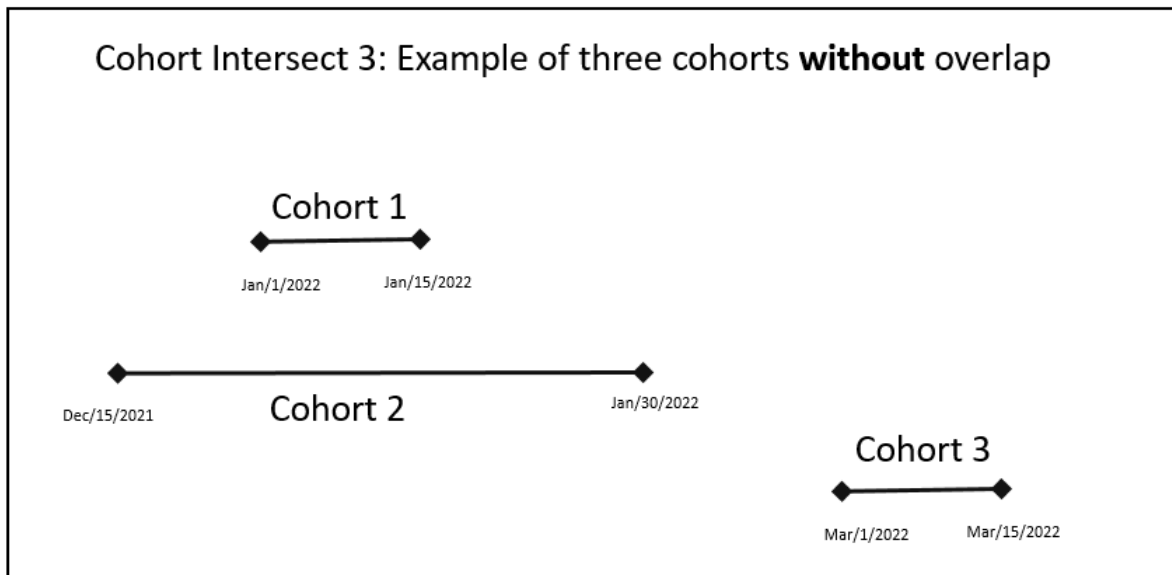 Cohort Intersect 3: Example of three cohorts without overlap
Cohort 1
Jan/1/2022 Jan/15/2022
Cohort 2
Dec/15/2021 Jan/30/2022
Cohort 3
Mar/1/2022 Mar/15/2022